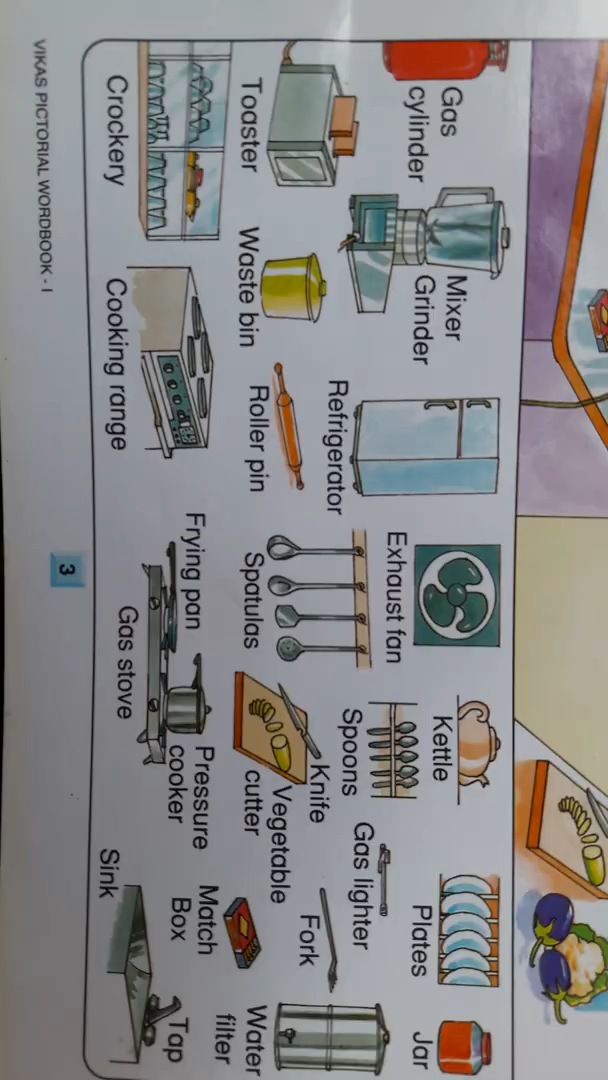 Gas
cylinder
Mixer
Grinder
Refrigerator
Exhaust fan
Kettle
Plates
Jar
Toaster
Waste bin
Roller pin
Spatulas
Spoons
Knife
Vegetable
cutter
Gas lighter
Fork
Water
filter
Crockery
Cooking range
Frying pan
Gas stove
Pressure
cooker
Match
Box
Sink
Tap
VIKAS PICTORIAL WORDBOOK - I
3